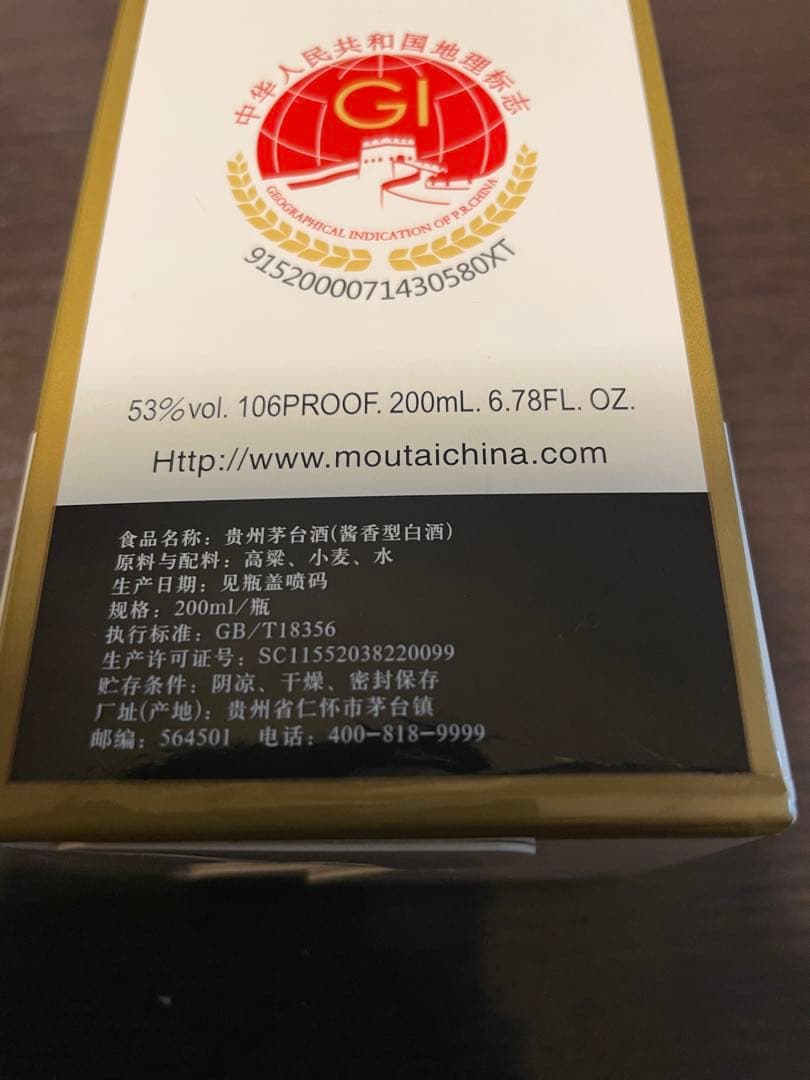 中华人民共和国地理标志
GI
GEOGRAPHICAL INDICATION OF P.R.CHINA
9152000071430580XT
53%vol. 106PROOF. 200mL. 6.78FL. OZ.
Http://www.moutaichina.com
食品名称：贵州茅台酒(酱香型白酒)
原料与配料：高粱、小麦、水
生产日期：见瓶盖喷码
规格：200ml/瓶
执行标准：GB/T18356
生产许可证号：SC11552038220099
贮存条件：阴凉、干燥、密封保存
厂址(产地)：贵州省仁怀市茅台镇
邮编：564501 电话：400-818-9999